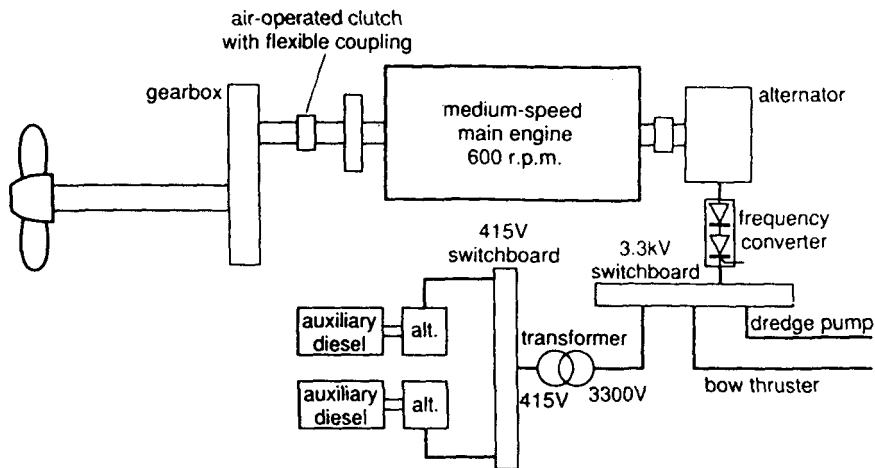 air-operated clutch
with flexible coupling
gearbox
medium-speed
main engine
600 r.p.m.
alternator
frequency
converter
415V
switchboard
3.3kV
switchboard
auxiliary
diesel
alt.
transformer
dredge pump
bow thruster
415V
3300V
auxiliary
diesel
alt.